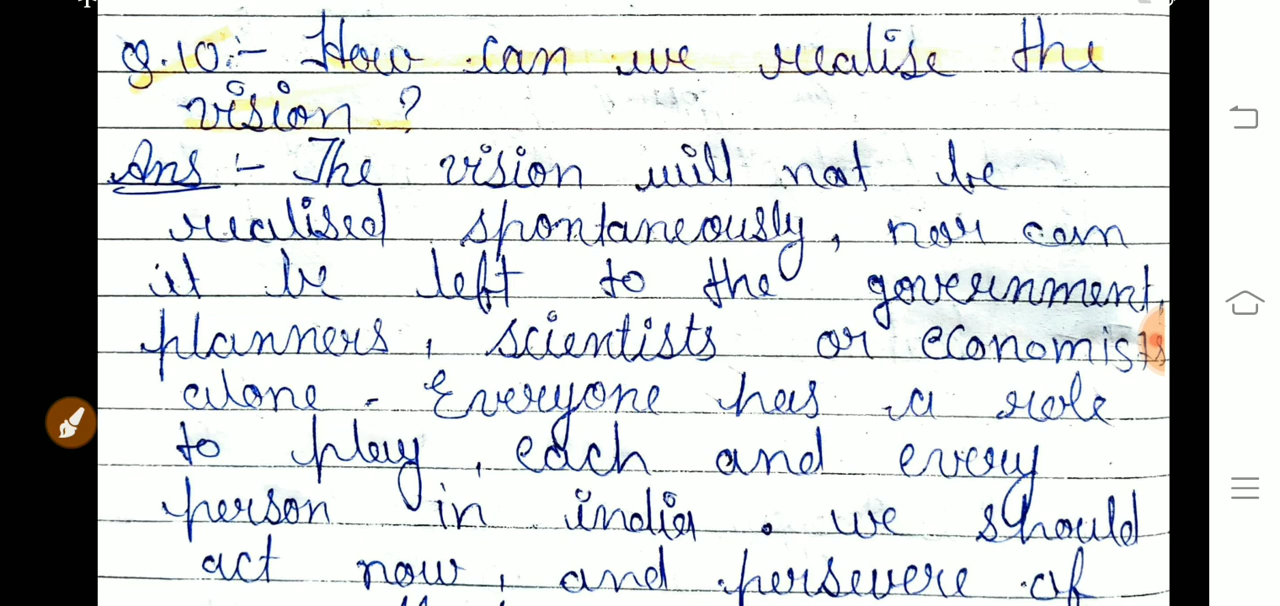 Q.10:- How can we realise the
vision?
Ans :- The vision will not be
realised spontaneously, nor can
it be left to the government,
planners, scientists or economists
alone. Everyone has a role
to play, each and every
person in india. we should
act now, and persevere of